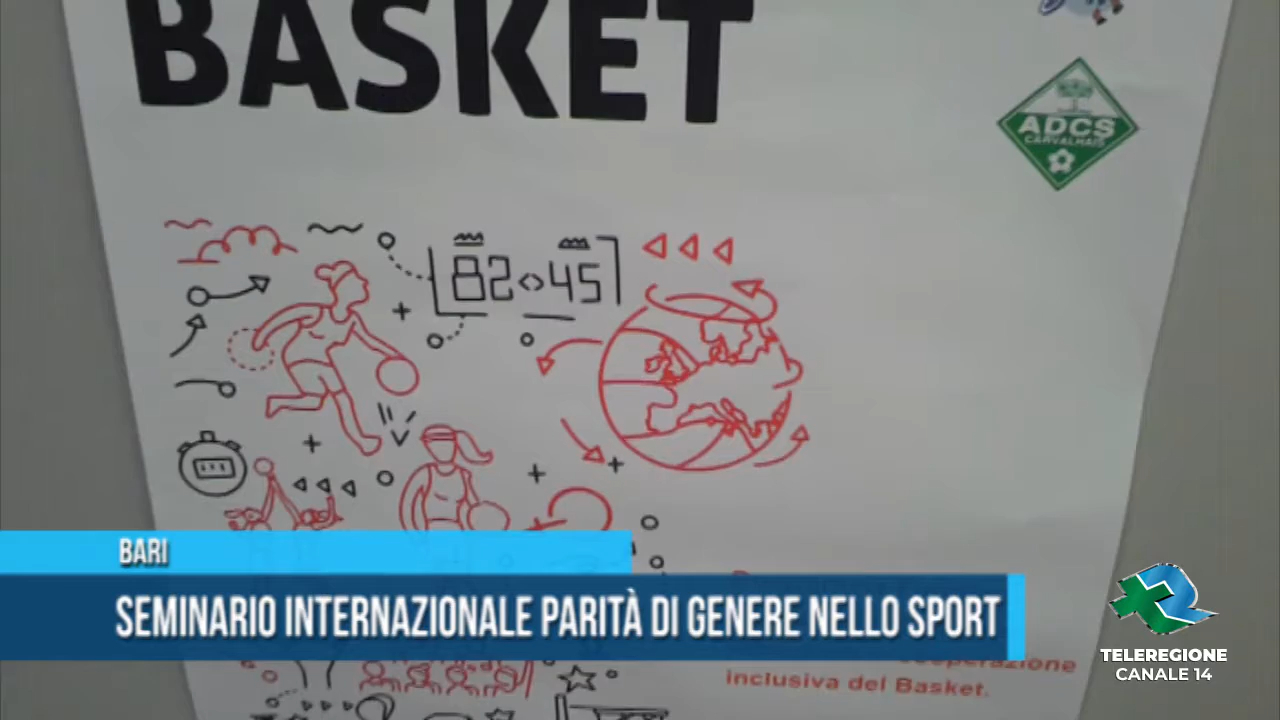 BASKET
ADCS
CARVALHAIS
82<>45
BARI
SEMINARIO INTERNAZIONALE PARITÀ DI GENERE NELLO SPORT
cooperazione
inclusiva del Basket.
TELEREGIONE
CANALE 14